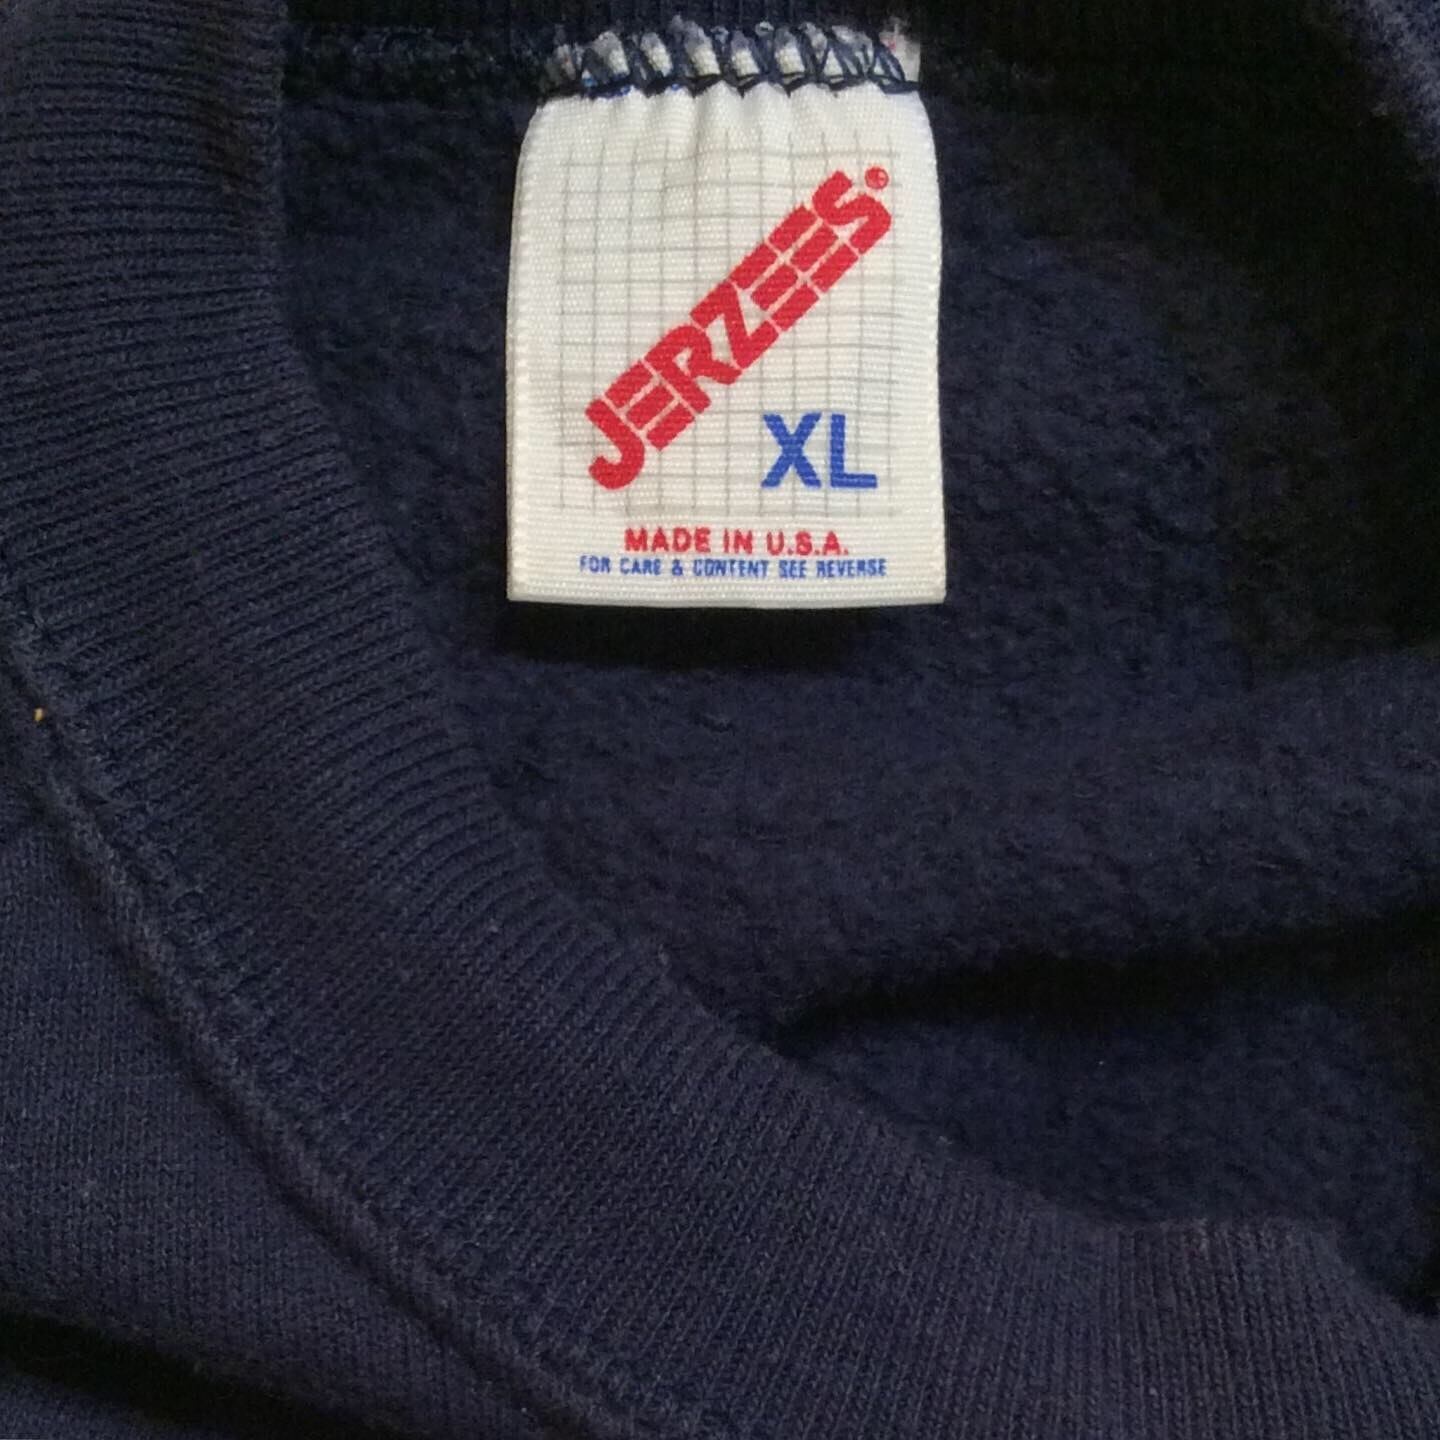 JERZEES®
XL
MADE IN U.S.A.
FOR CARE & CONTENT SEE REVERSE